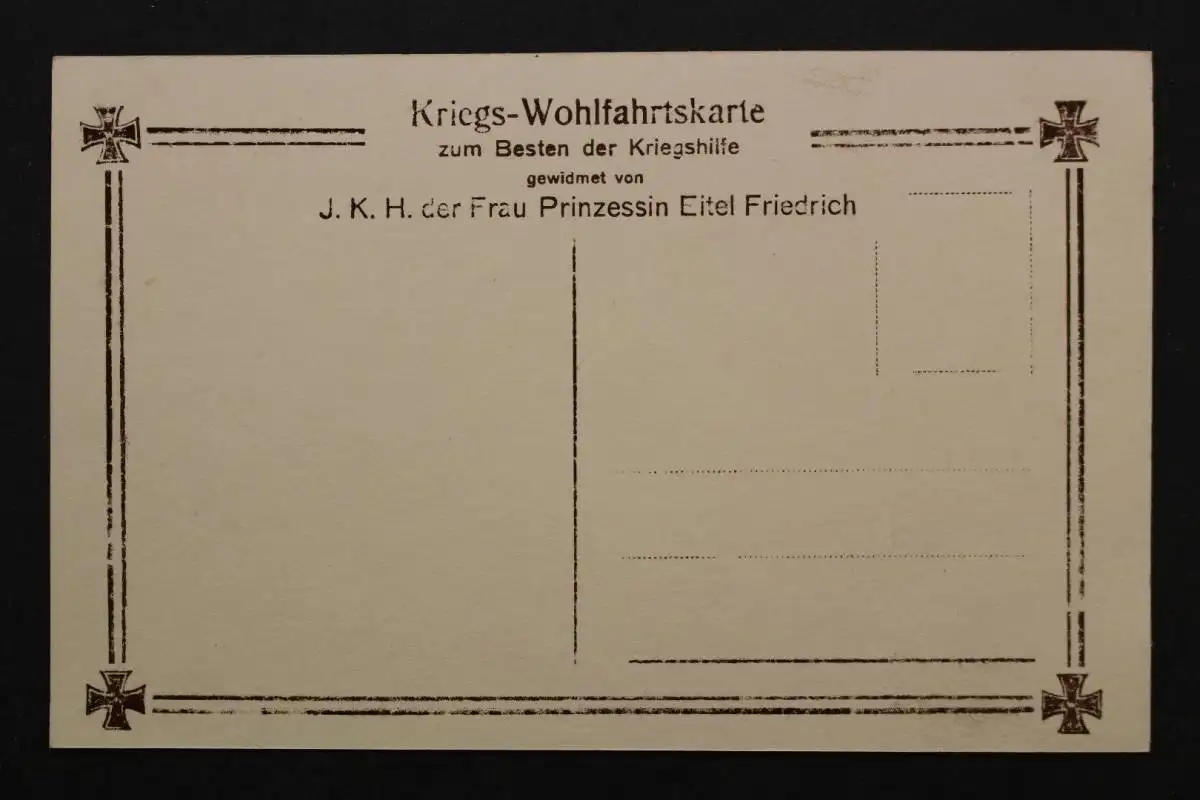 Kriegs-Wohlfahrtskarte
zum Besten der Kriegshilfe
gewidmet von
J. K. H. der Frau Prinzessin Eitel Friedrich